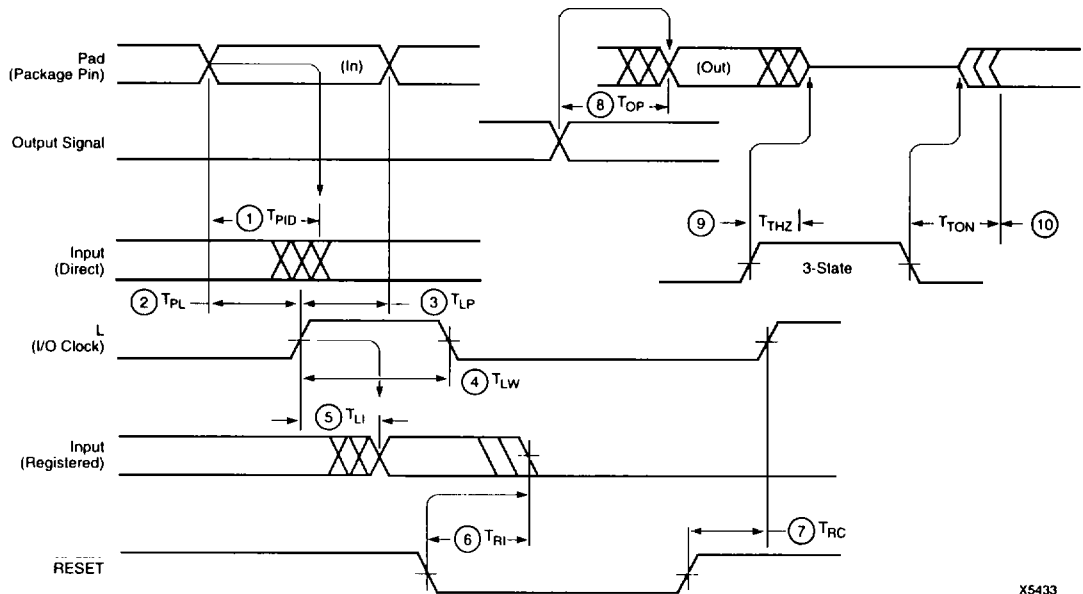 Pad
(Package Pin)
(In)
(Out)
8 TOP
Output Signal
1 TPID
9 TTHZ
TTON 10
Input
(Direct)
3-State
2 TPL
3 TLP
L
(I/O Clock)
4 TLW
5 TLI
Input
(Registered)
6 TRI
7 TRC
RESET
X5433